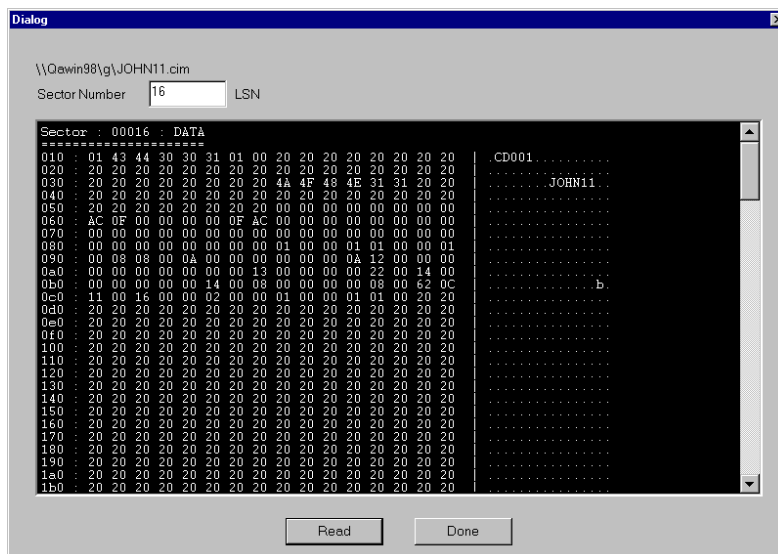 Dialog
\\Qawin98\g\JOHN11.cim
Sector Number 16 LSN
Sector : 00016 : DATA
=====================
010 : 01 43 44 30 30 31 01 00 20 20 20 20 20 20 20 20 | .CD001..........
020 : 20 20 20 20 20 20 20 20 20 20 20 20 20 20 20 20 | ................
030 : 20 20 20 20 20 20 20 20 4A 4F 48 4E 31 31 20 20 | ........JOHN11..
040 : 20 20 20 20 20 20 20 20 20 20 20 20 20 20 20 20 | ................
050 : 20 20 20 20 20 20 20 20 00 00 00 00 00 00 00 00 | ................
060 : AC 0F 00 00 00 00 0F AC 00 00 00 00 00 00 00 00 | ................
070 : 00 00 00 00 00 00 00 00 00 00 00 00 00 00 00 00 | ................
080 : 00 00 00 00 00 00 00 00 01 00 00 01 01 00 00 01 | ................
090 : 00 08 08 00 0A 00 00 00 00 00 00 0A 12 00 00 00 | ................
0a0 : 00 00 00 00 00 00 00 13 00 00 00 00 22 00 14 00 | ................
0b0 : 00 00 00 00 00 14 00 08 00 00 00 00 08 00 62 0C | ..............b.
0c0 : 11 00 16 00 00 02 00 00 01 00 00 01 01 00 20 20 | ................
0d0 : 20 20 20 20 20 20 20 20 20 20 20 20 20 20 20 20 | ................
0e0 : 20 20 20 20 20 20 20 20 20 20 20 20 20 20 20 20 | ................
0f0 : 20 20 20 20 20 20 20 20 20 20 20 20 20 20 20 20 | ................
100 : 20 20 20 20 20 20 20 20 20 20 20 20 20 20 20 20 | ................
110 : 20 20 20 20 20 20 20 20 20 20 20 20 20 20 20 20 | ................
120 : 20 20 20 20 20 20 20 20 20 20 20 20 20 20 20 20 | ................
130 : 20 20 20 20 20 20 20 20 20 20 20 20 20 20 20 20 | ................
140 : 20 20 20 20 20 20 20 20 20 20 20 20 20 20 20 20 | ................
150 : 20 20 20 20 20 20 20 20 20 20 20 20 20 20 20 20 | ................
160 : 20 20 20 20 20 20 20 20 20 20 20 20 20 20 20 20 | ................
170 : 20 20 20 20 20 20 20 20 20 20 20 20 20 20 20 20 | ................
180 : 20 20 20 20 20 20 20 20 20 20 20 20 20 20 20 20 | ................
190 : 20 20 20 20 20 20 20 20 20 20 20 20 20 20 20 20 | ................
1a0 : 20 20 20 20 20 20 20 20 20 20 20 20 20 20 20 20 | ................
1b0 : 20 20 20 20 20 20 20 20 20 20 20 20 20 20 20 20 | ................
Read Done